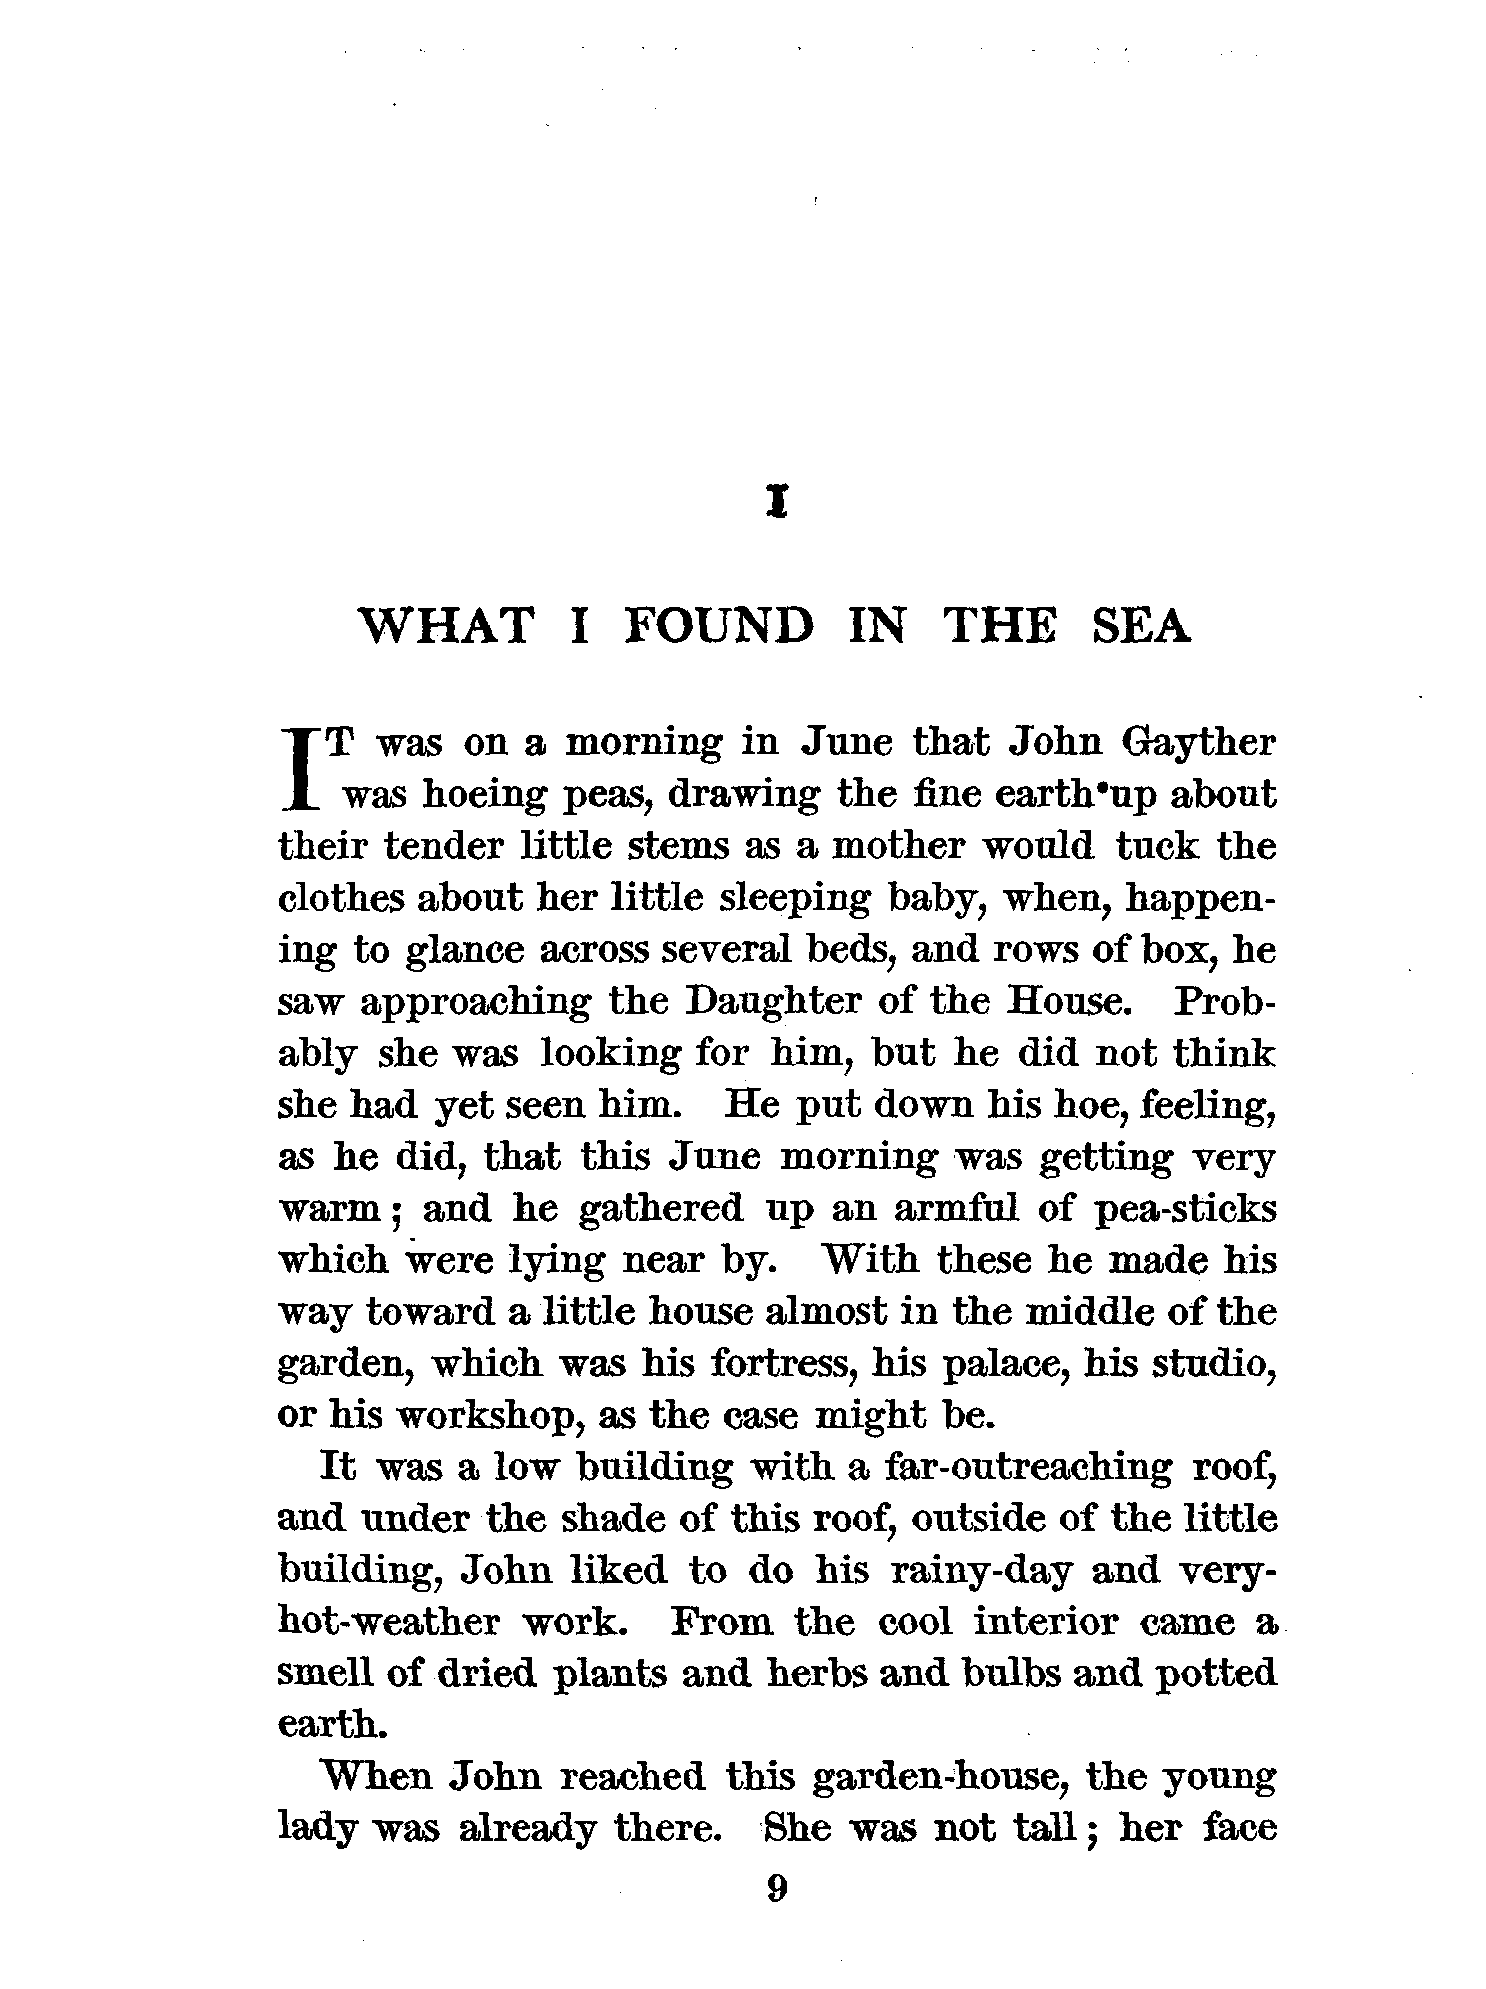 I
WHAT I FOUND IN THE SEA
IT was on a morning in June that John Gayther
was hoeing peas, drawing the fine earth up about
their tender little stems as a mother would tuck the
clothes about her little sleeping baby, when, happen-
ing to glance across several beds, and rows of box, he
saw approaching the Daughter of the House. Prob-
ably she was looking for him, but he did not think
she had yet seen him. He put down his hoe, feeling,
as he did, that this June morning was getting very
warm; and he gathered up an armful of pea-sticks
which were lying near by. With these he made his
way toward a little house almost in the middle of the
garden, which was his fortress, his palace, his studio,
or his workshop, as the case might be.
It was a low building with a far-outreaching roof,
and under the shade of this roof, outside of the little
building, John liked to do his rainy-day and very-
hot-weather work. From the cool interior came a
smell of dried plants and herbs and bulbs and potted
earth.
When John reached this garden-house, the young
lady was already there. She was not tall; her face
9